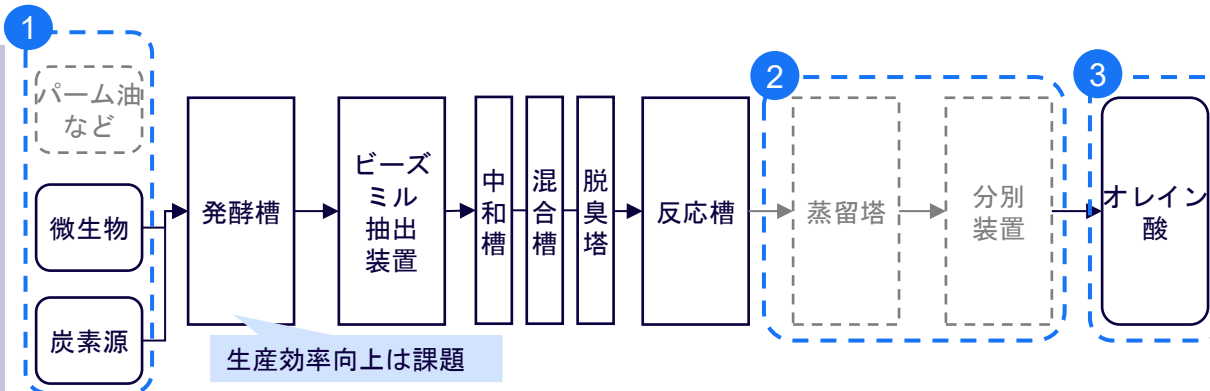 1
パーム油
など
微生物
炭素源
発酵槽
生産効率向上は課題
ビーズ
ミル
抽出
装置
中和槽
混合槽
脱臭塔
反応槽
2
蒸留塔
分別
装置
3
オレイン
酸